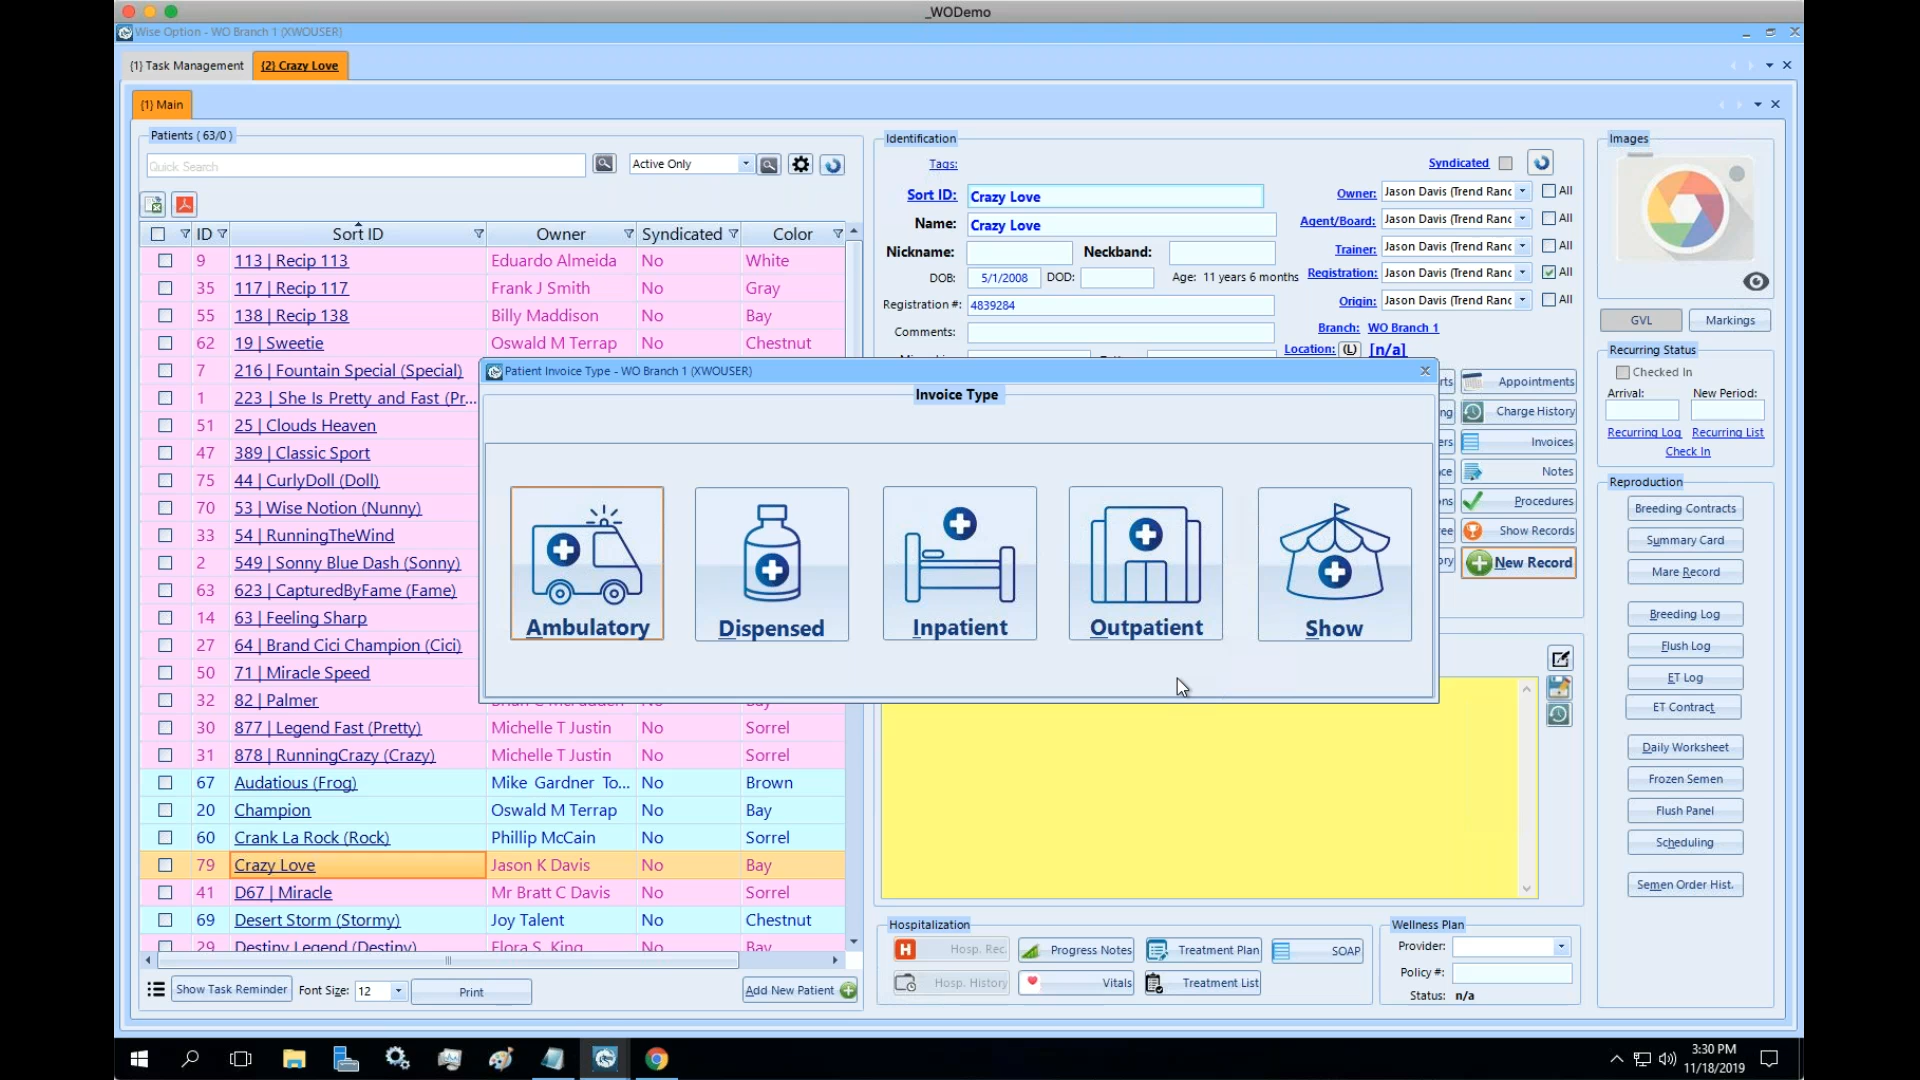 _WODemo
Wise Option - WO Branch 1 (XWOUSER)
{1} Task Management
{2} Crazy Love
{1} Main
Patients ( 63/0 )
Quick Search
Active Only
ID
Sort ID
Owner
Syndicated
Color
9 113 | Recip 113 Eduardo Almeida No White
35 117 | Recip 117 Frank J Smith No Gray
55 138 | Recip 138 Billy Maddison No Bay
62 19 | Sweetie Oswald M Terrap No Chestnut
7 216 | Fountain Special (Special)
1 223 | She Is Pretty and Fast (Pr...
51 25 | Clouds Heaven
47 389 | Classic Sport
75 44 | CurlyDoll (Doll)
70 53 | Wise Notion (Nunny)
33 54 | RunningTheWind
2 549 | Sonny Blue Dash (Sonny)
63 623 | CapturedByFame (Fame)
14 63 | Feeling Sharp
27 64 | Brand Cici Champion (Cici)
50 71 | Miracle Speed
32 82 | Palmer
30 877 | Legend Fast (Pretty) Michelle T Justin No Sorrel
31 878 | RunningCrazy (Crazy) Michelle T Justin No Sorrel
67 Audatious (Frog) Mike Gardner To... No Brown
20 Champion Oswald M Terrap No Bay
60 Crank La Rock (Rock) Phillip McCain No Sorrel
79 Crazy Love Jason K Davis No Bay
41 D67 | Miracle Mr Bratt C Davis No Sorrel
69 Desert Storm (Stormy) Joy Talent No Chestnut
29 Destiny Legend (Destiny) Flora S. King No Bay
Show Task Reminder
Font Size: 12
Print
Add New Patient
Identification
Tags:
Syndicated
Sort ID: Crazy Love
Name: Crazy Love
Nickname:
Neckband:
DOB: 5/1/2008 DOD:
Age: 11 years 6 months
Registration #: 4839284
Comments:
Owner: Jason Davis (Trend Ranc All
Agent/Board: Jason Davis (Trend Ranc All
Trainer: Jason Davis (Trend Ranc All
Registration: Jason Davis (Trend Ranc All
Origin: Jason Davis (Trend Ranc All
Branch: WO Branch 1
Location: (L) [n/a]
Patient Invoice Type - WO Branch 1 (XWOUSER)
Invoice Type
Ambulatory
Dispensed
Inpatient
Outpatient
Show
Appointments
Charge History
Invoices
Notes
Procedures
Show Records
New Record
Hospitalization
Hosp. Rec.
Progress Notes
Treatment Plan
SOAP
Hosp. History
Vitals
Treatment List
Wellness Plan
Provider:
Policy #:
Status: n/a
Images
GVL
Markings
Recurring Status
Checked In
Arrival:
New Period:
Recurring Log
Recurring List
Check In
Reproduction
Breeding Contracts
Summary Card
Mare Record
Breeding Log
Flush Log
ET Log
ET Contract
Daily Worksheet
Frozen Semen
Flush Panel
Scheduling
Semen Order Hist.
3:30 PM
11/18/2019